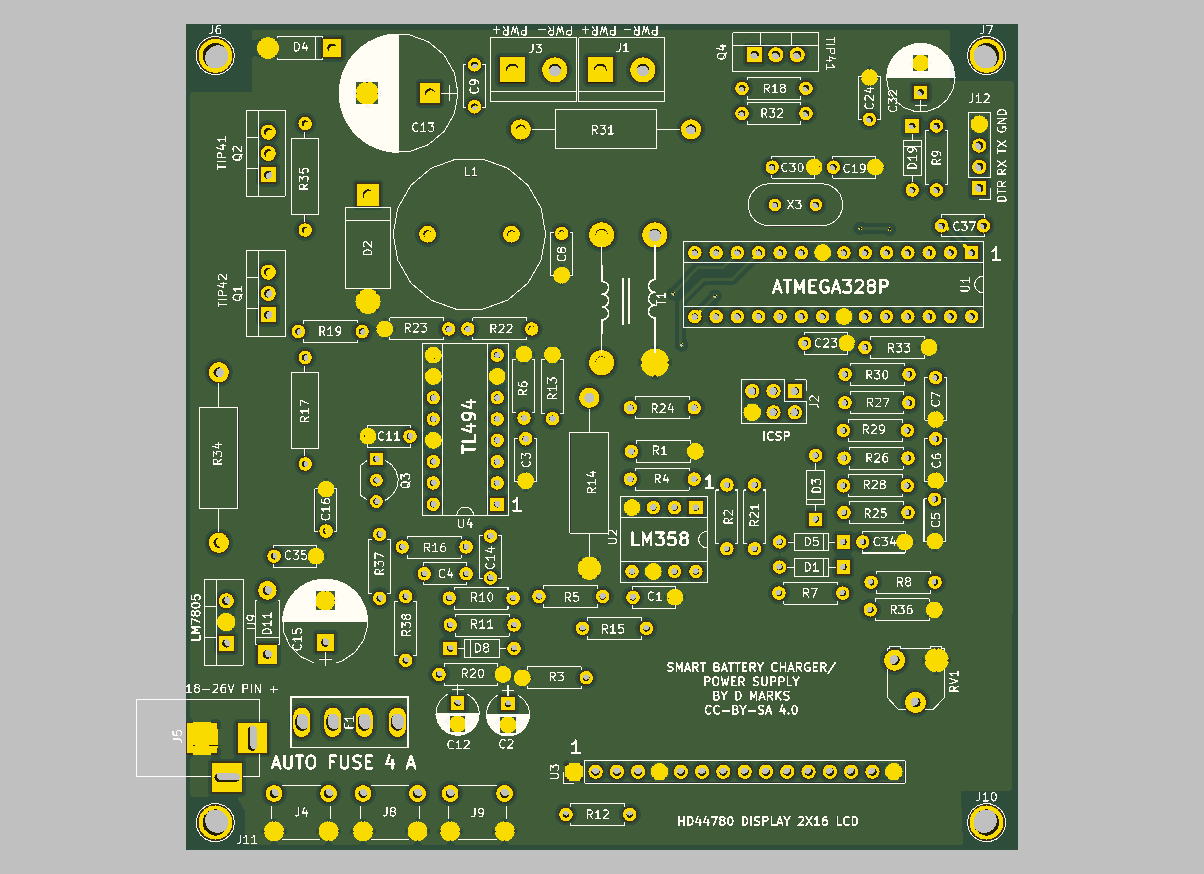 J6
D4
PWR+ PWR- PWR+ PWR-
J3
J1
Q4
TIP41
J7
C9
C13
R18
R32
C24
C32
J12
R31
TIP41
Q2
R35
D19
R9
DTR RX TX GND
L1
C30
C19
X3
D2
C8
C37
1
T1
ATMEGA328P
U1
TIP42
Q1
R19
R23
R22
C23
R33
R34
R17
R6
R13
R30
R24
J2
R27
C7
ICSP
TL494
C11
R29
R1
C3
R26
C6
Q3
R14
R4
1
D3
R28
C16
1
R2
R21
R25
C5
U4
U2
LM358
C35
R37
R16
C14
D5
C34
C4
D1
LM7805
U9
D11
C15
R38
R10
R5
C1
R7
R8
R11
R15
R36
D8
R20
R3
SMART BATTERY CHARGER/
POWER SUPPLY
BY D MARKS
CC-BY-SA 4.0
RV1
18-26V PIN +
J5
F1
C12
C2
AUTO FUSE 4 A
1
U3
J4
J8
J9
R12
HD44780 DISPLAY 2X16 LCD
J10
J11